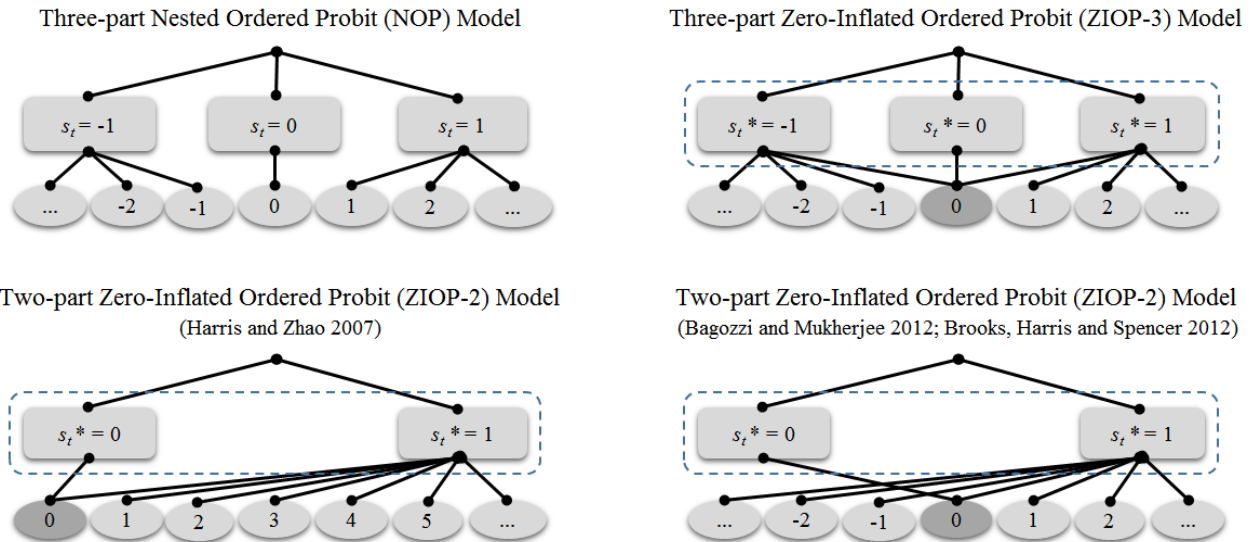 Three-part Nested Ordered Probit (NOP) Model
s_t = -1
s_t = 0
s_t = 1
...
-2
-1
0
1
2
...
Three-part Zero-Inflated Ordered Probit (ZIOP-3) Model
s_t * = -1
s_t * = 0
s_t * = 1
...
-2
-1
0
1
2
...
Two-part Zero-Inflated Ordered Probit (ZIOP-2) Model
(Harris and Zhao 2007)
s_t * = 0
s_t * = 1
0
1
2
3
4
5
...
Two-part Zero-Inflated Ordered Probit (ZIOP-2) Model
(Bagozzi and Mukherjee 2012; Brooks, Harris and Spencer 2012)
s_t * = 0
s_t * = 1
...
-2
-1
0
1
2
...